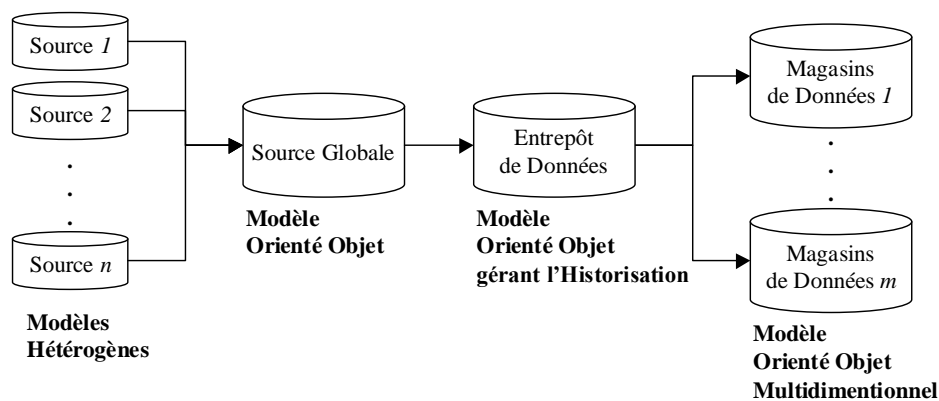 Source 1
Source 2
.
.
.
Source n
Modèles
Hétérogènes
Source Globale
Modèle
Orienté Objet
Entrepôt
de Données
Modèle
Orienté Objet
gérant l'Historisation
Magasins
de Données 1
.
.
.
Magasins
de Données m
Modèle
Orienté Objet
Multidimentionnel